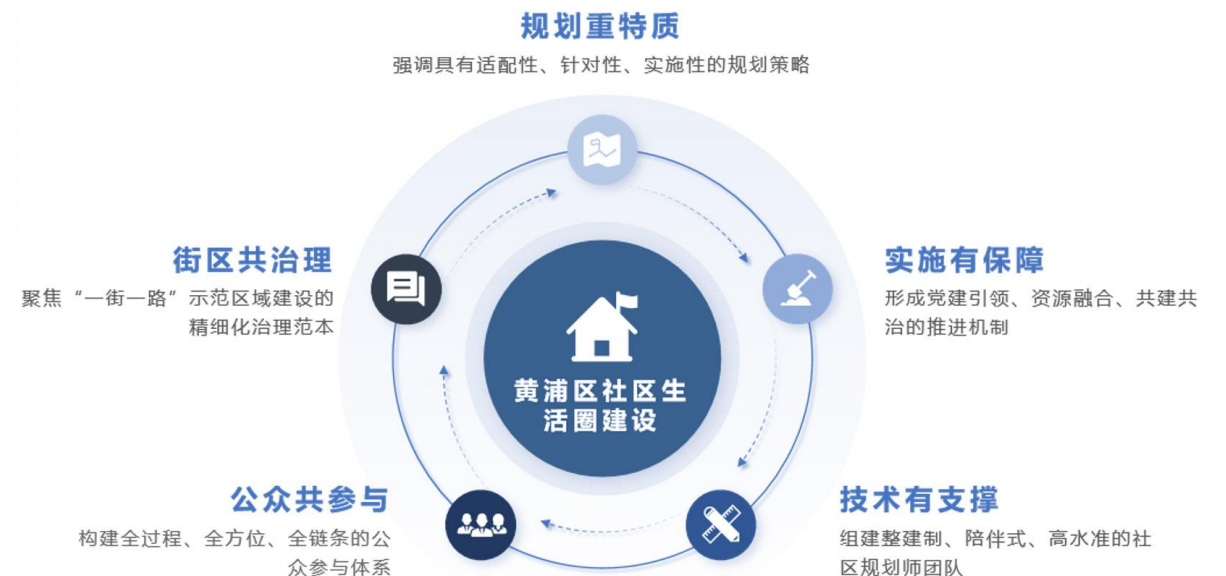 规划重特质
强调具有适配性、针对性、实施性的规划策略
街区共治理
聚焦“一街一路”示范区域建设的
精细化治理范本
实施有保障
形成党建引领、资源融合、共建共
治的推进机制
黄浦区社区生
活圈建设
公众共参与
构建全过程、全方位、全链条的公
众参与体系
技术有支撑
组建整建制、陪伴式、高水准的社
区规划师团队